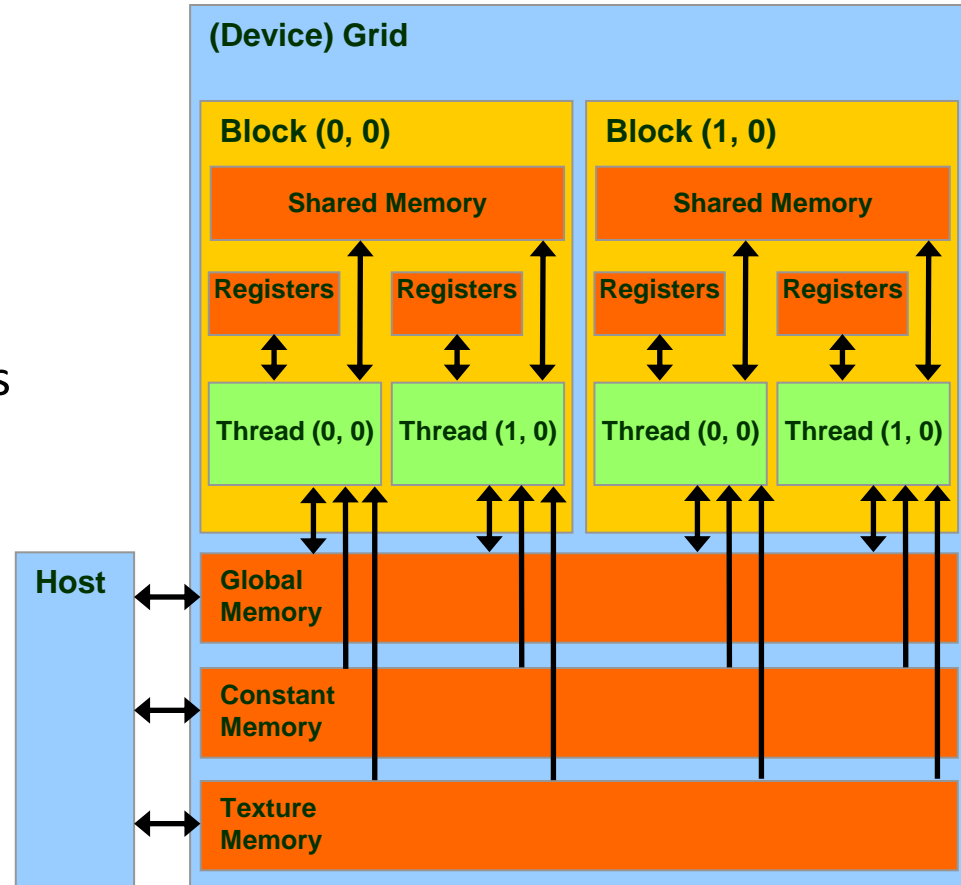 (Device) Grid
Block (0, 0)
Block (1, 0)
Shared Memory
Shared Memory
Registers
Registers
Registers
Registers
s
Thread (0, 0)
Thread (1, 0)
Thread (0, 0)
Thread (1, 0)
Host
Global
Memory
Constant
Memory
Texture
Memory